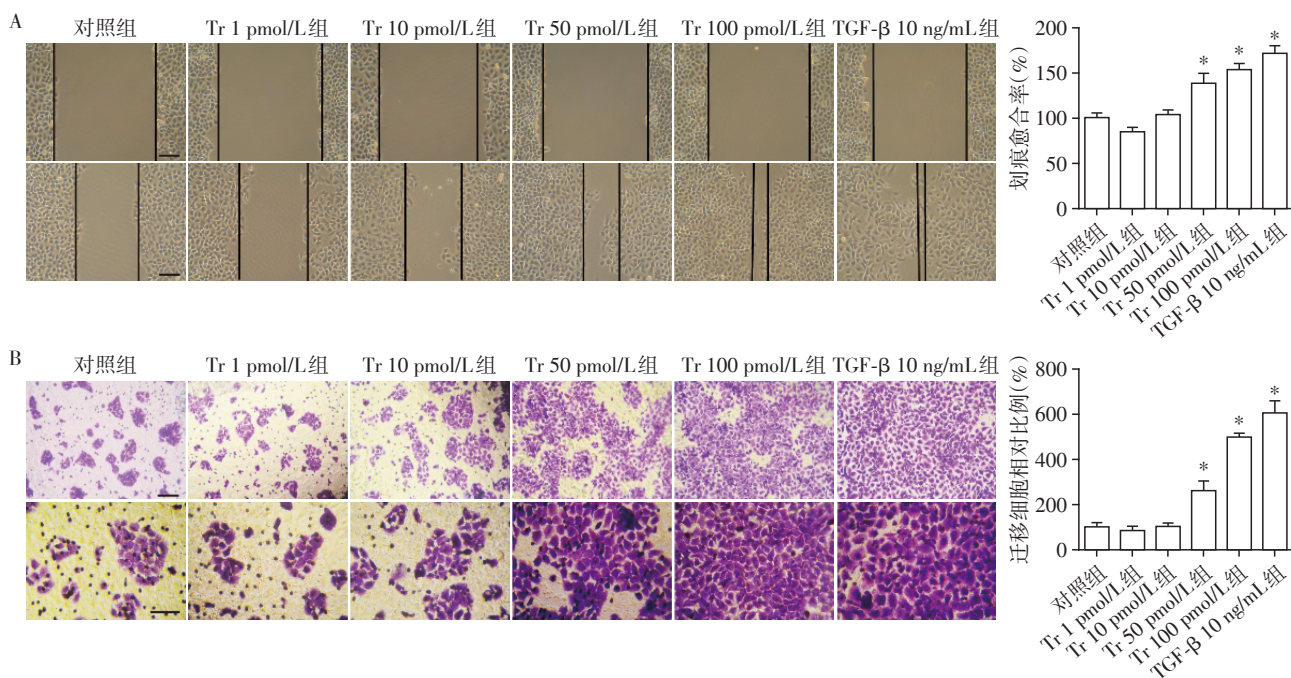 A
对照组 Tr 1 pmol/L组 Tr 10 pmol/L组 Tr 50 pmol/L组 Tr 100 pmol/L组 TGF-β 10 ng/mL组
划痕愈合率(%)
200
150
100
50
0
* * *
对照组
Tr 1 pmol/L组
Tr 10 pmol/L组
Tr 50 pmol/L组
Tr 100 pmol/L组
TGF-β 10 ng/mL组
B
对照组 Tr 1 pmol/L组 Tr 10 pmol/L组 Tr 50 pmol/L组 Tr 100 pmol/L组 TGF-β 10 ng/mL组
迁移细胞相对比例(%)
800
600
400
200
0
* * *
对照组
Tr 1 pmol/L组
Tr 10 pmol/L组
Tr 50 pmol/L组
Tr 100 pmol/L组
TGF-β 10 ng/mL组